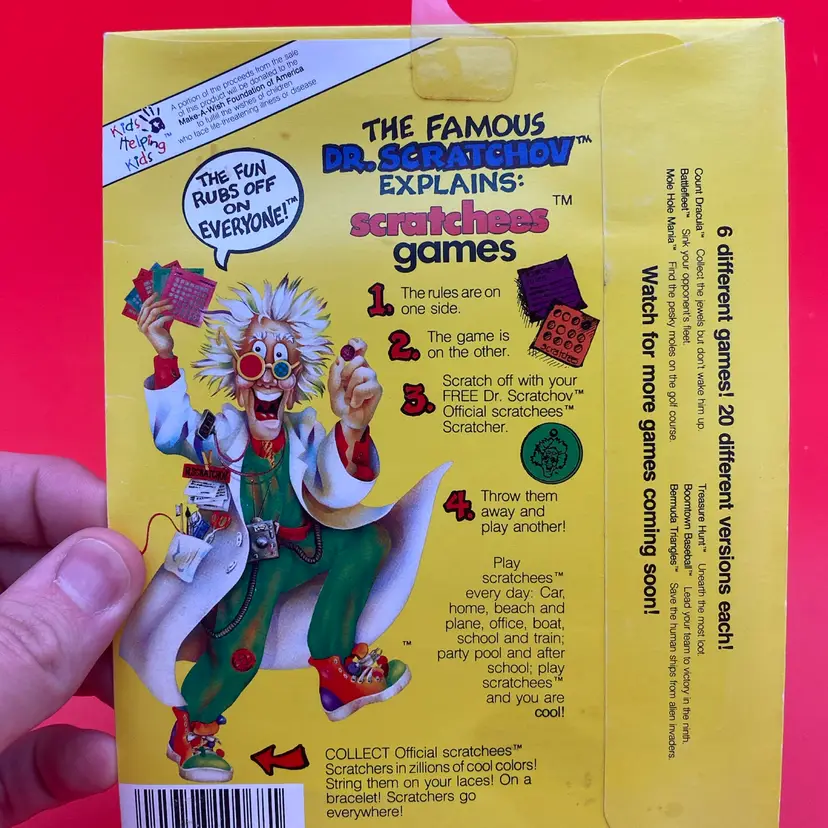 Kids
Helping
Kids™
A portion of the proceeds from the sale
of this product will be donated to the
Make-A-Wish Foundation of America
to fulfill the wishes of children
who face life-threatening illness or disease.
THE FUN
RUBS OFF
ON
EVERYONE!™
THE FAMOUS
DR. SCRATCHOV™
EXPLAINS:
scratchees™
games
1. The rules are on
one side.
2. The game is
on the other.
Scratchees
3. Scratch off with your
FREE Dr. Scratchov™
Official scratchees™
Scratcher.
4. Throw them
away and
play another!
Play
scratchees™
every day: Car,
home, beach and
plane, office, boat,
school and train;
party pool and after
school; play
scratchees™
and you are
cool!
™
COLLECT Official scratchees™
Scratchers in zillions of cool colors!
String them on your laces! On a
bracelet! Scratchers go
everywhere!
6 different games! 20 different versions each!
Count Dracula™ Collect the jewels but don't wake him up.
Battlefleet™ Sink your opponent's fleet.
Mole Hole Mania™ Find the pesky moles on the golf course.
Treasure Hunt™ Unearth the most loot.
Boomtown Baseball™ Lead your team to victory in the ninth.
Bermuda Triangles™ Save the human ships from alien invaders.
Watch for more games coming soon!